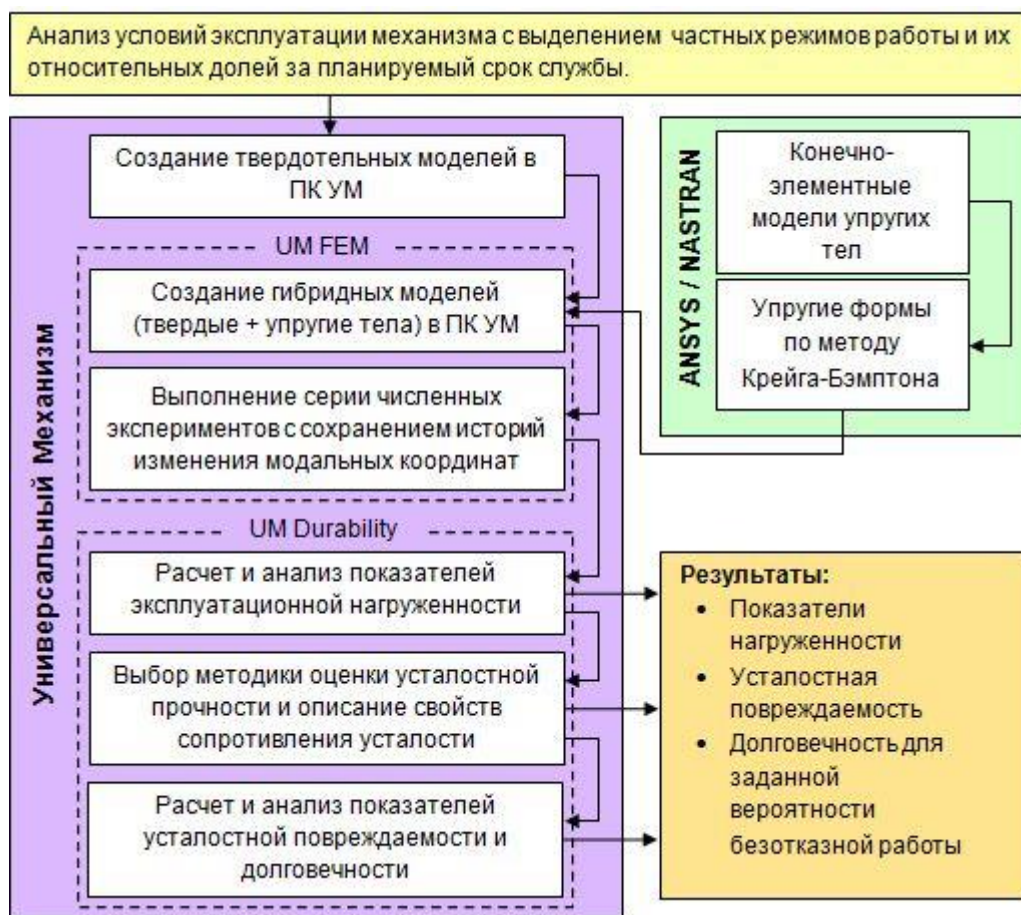 Анализ условий эксплуатации механизма с выделением частных режимов работы и их
относительных долей за планируемый срок службы.
Универсальный Механизм
Создание твердотельных моделей в
ПК УМ
UM FEM
Создание гибридных моделей
(твердые + упругие тела) в ПК УМ
Выполнение серии численных
экспериментов с сохранением историй
изменения модальных координат
UM Durability
Расчет и анализ показателей
эксплуатационной нагруженности
Выбор методики оценки усталостной
прочности и описание свойств
сопротивления усталости
Расчет и анализ показателей
усталостной повреждаемости и
долговечности
ANSYS / NASTRAN
Конечно-
элементные
модели упругих
тел
Упругие формы
по методу
Крейга-Бэмптона
Результаты:
• Показатели
нагруженности
• Усталостная
повреждаемость
• Долговечность для
заданной
вероятности
безотказной работы